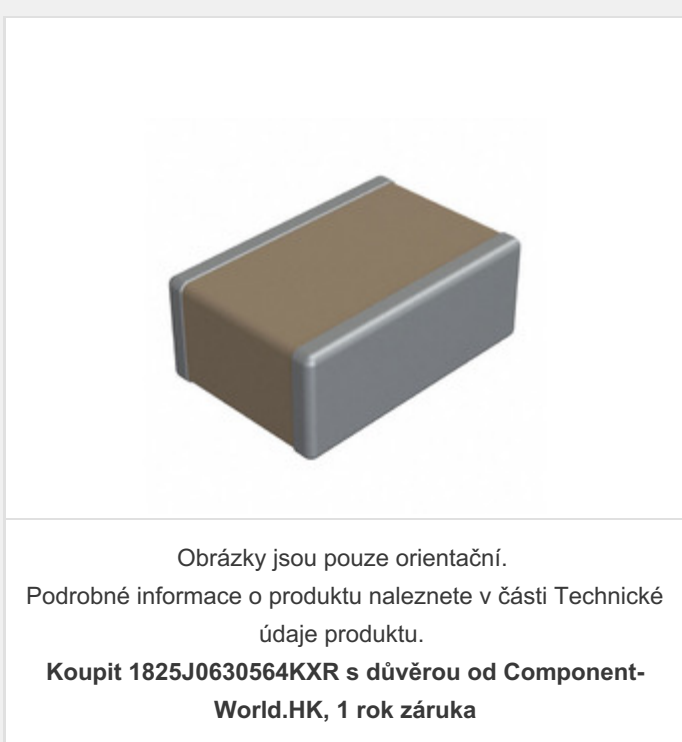 Obrázky jsou pouze orientační.
Podrobné informace o produktu naleznete v části Technické
údaje produktu.
Koupit 1825J0630564KXR s důvěrou od Component-
World.HK, 1 rok záruka